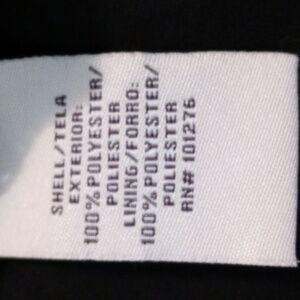 SHELL/TELA
EXTERIOR:
100% POLYESTER/
POLIESTER
LINING/FORRO:
100% POLYESTER/
POLIESTER
RN# 101276